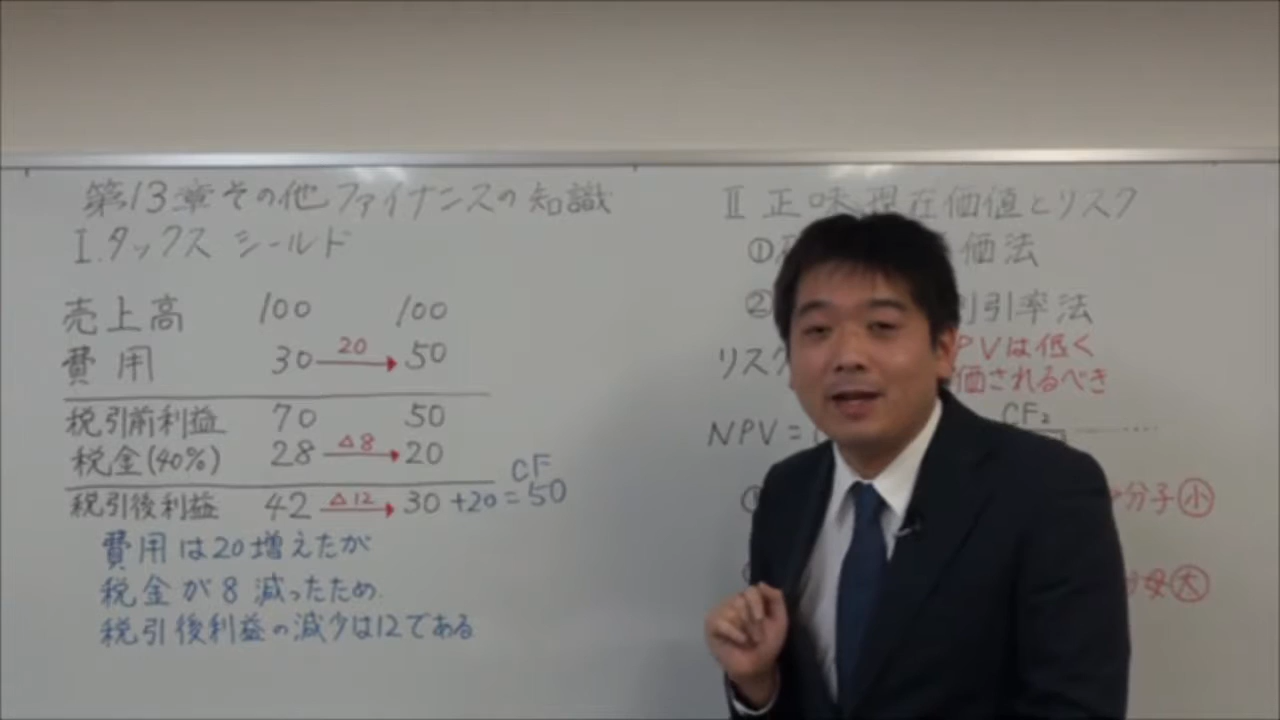 第13章その他ファイナンスの知識
I.タックスシールド
売上高 100 100
費用 30 20 50
税引前利益 70 50
税金(40%) 28 △8 20
税引後利益 42 △12 30 +20 = 50
CF
費用は20増えたが
税金が8減ったため
税引後利益の減少は12である
II 正味現在価値とリスク
① 価法
② 割引率法
リスク PVは低く
価されるべき
NPV = CF2
分子小
① 
分母大